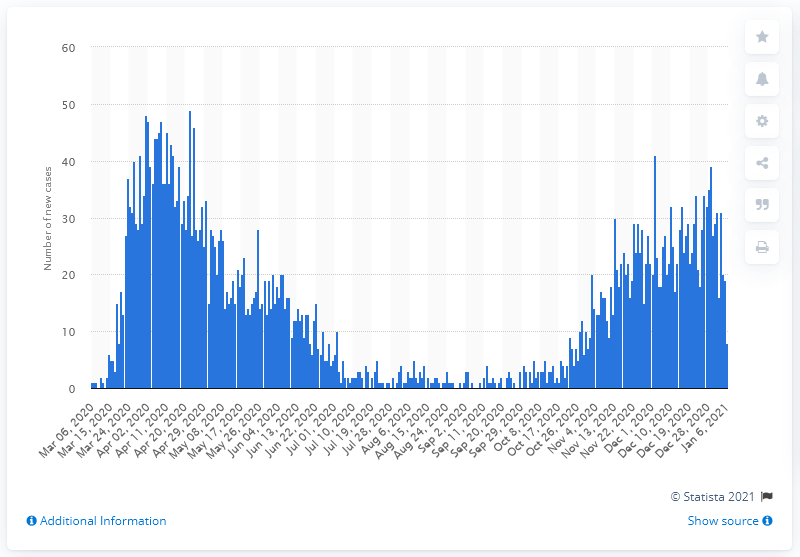 60
50
40
30
20
10
0
Number of new cases
Mar 06, 2020
Mar 15, 2020
Mar 24, 2020
Apr 02, 2020
Apr 11, 2020
Apr 20, 2020
Apr 29, 2020
May 08, 2020
May 17, 2020
May 26, 2020
Jun 04, 2020
Jun 13, 2020
Jun 22, 2020
Jul 01, 2020
Jul 10, 2020
Jul 19, 2020
Jul 28, 2020
Aug 6, 2020
Aug 15, 2020
Aug 24, 2020
Sep 2, 2020
Sep 11, 2020
Sep 20, 2020
Sep 29, 2020
Oct 8, 2020
Oct 17, 2020
Oct 26, 2020
Nov 4, 2020
Nov 13, 2020
Nov 22, 2020
Dec 1, 2020
Dec 10, 2020
Dec 19, 2020
Dec 28, 2020
Jan 6, 2021
© Statista 2021
Additional Information
Show source